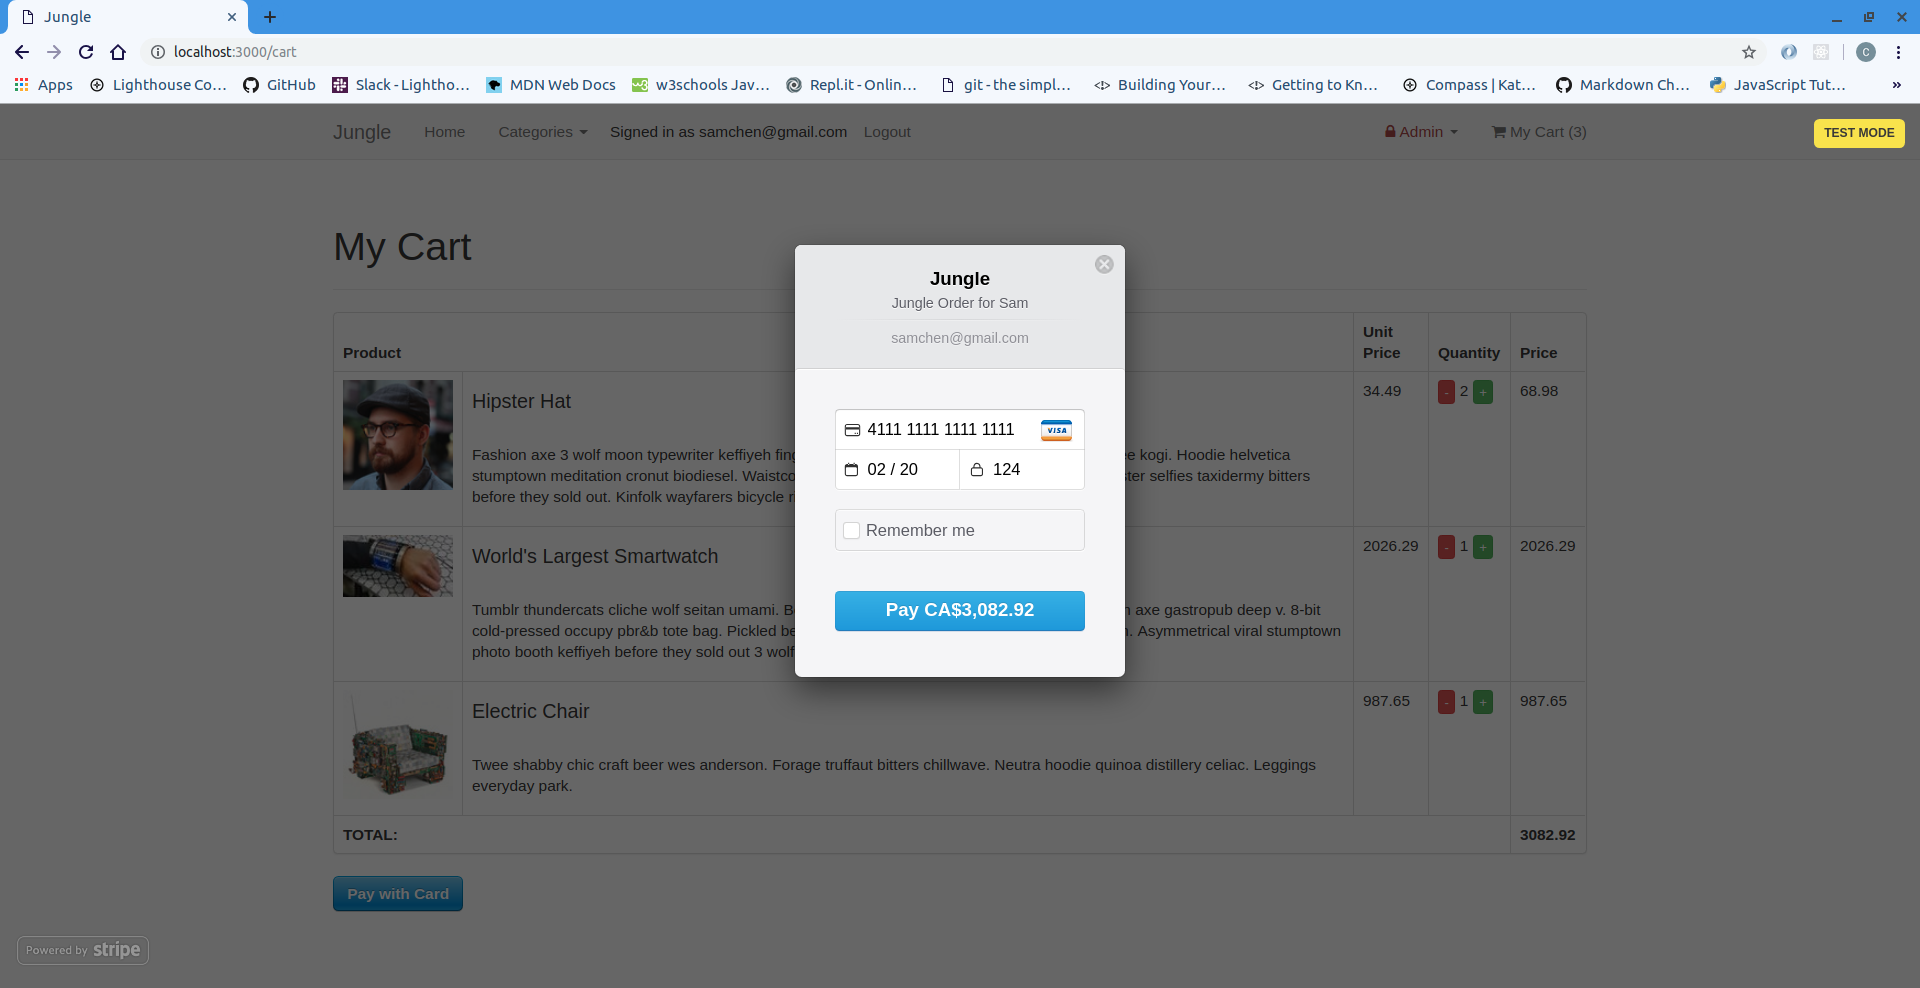 Jungle
localhost:3000/cart
C
Apps
Lighthouse Co...
GitHub
Slack - Lightho...
MDN Web Docs
w3schools Jav...
Repl.it - Onlin...
git - the simpl...
Building Your...
Getting to Kn...
Compass | Kat...
Markdown Ch...
JavaScript Tut...
»
Jungle
Home
Categories
Signed in as samchen@gmail.com
Logout
Admin
My Cart (3)
TEST MODE
My Cart
Product
Unit
Price
Quantity
Price
Hipster Hat
34.49
- 2 +
68.98
Fashion axe 3 wolf moon typewriter keffiyeh fing
e kogi. Hoodie helvetica
stumptown meditation cronut biodiesel. Waistco
ster selfies taxidermy bitters
before they sold out. Kinfolk wayfarers bicycle r
World's Largest Smartwatch
2026.29
- 1 +
2026.29
Tumblr thundercats cliche wolf seitan umami. B
axe gastropub deep v. 8-bit
cold-pressed occupy pbr&b tote bag. Pickled be
. Asymmetrical viral stumptown
photo booth keffiyeh before they sold out 3 wolf
Electric Chair
987.65
- 1 +
987.65
Twee shabby chic craft beer wes anderson. Forage truffaut bitters chillwave. Neutra hoodie quinoa distillery celiac. Leggings
everyday park.
TOTAL:
3082.92
Pay with Card
Powered by stripe
Jungle
Jungle Order for Sam
samchen@gmail.com
4111 1111 1111 1111
VISA
02 / 20
124
Remember me
Pay CA$3,082.92